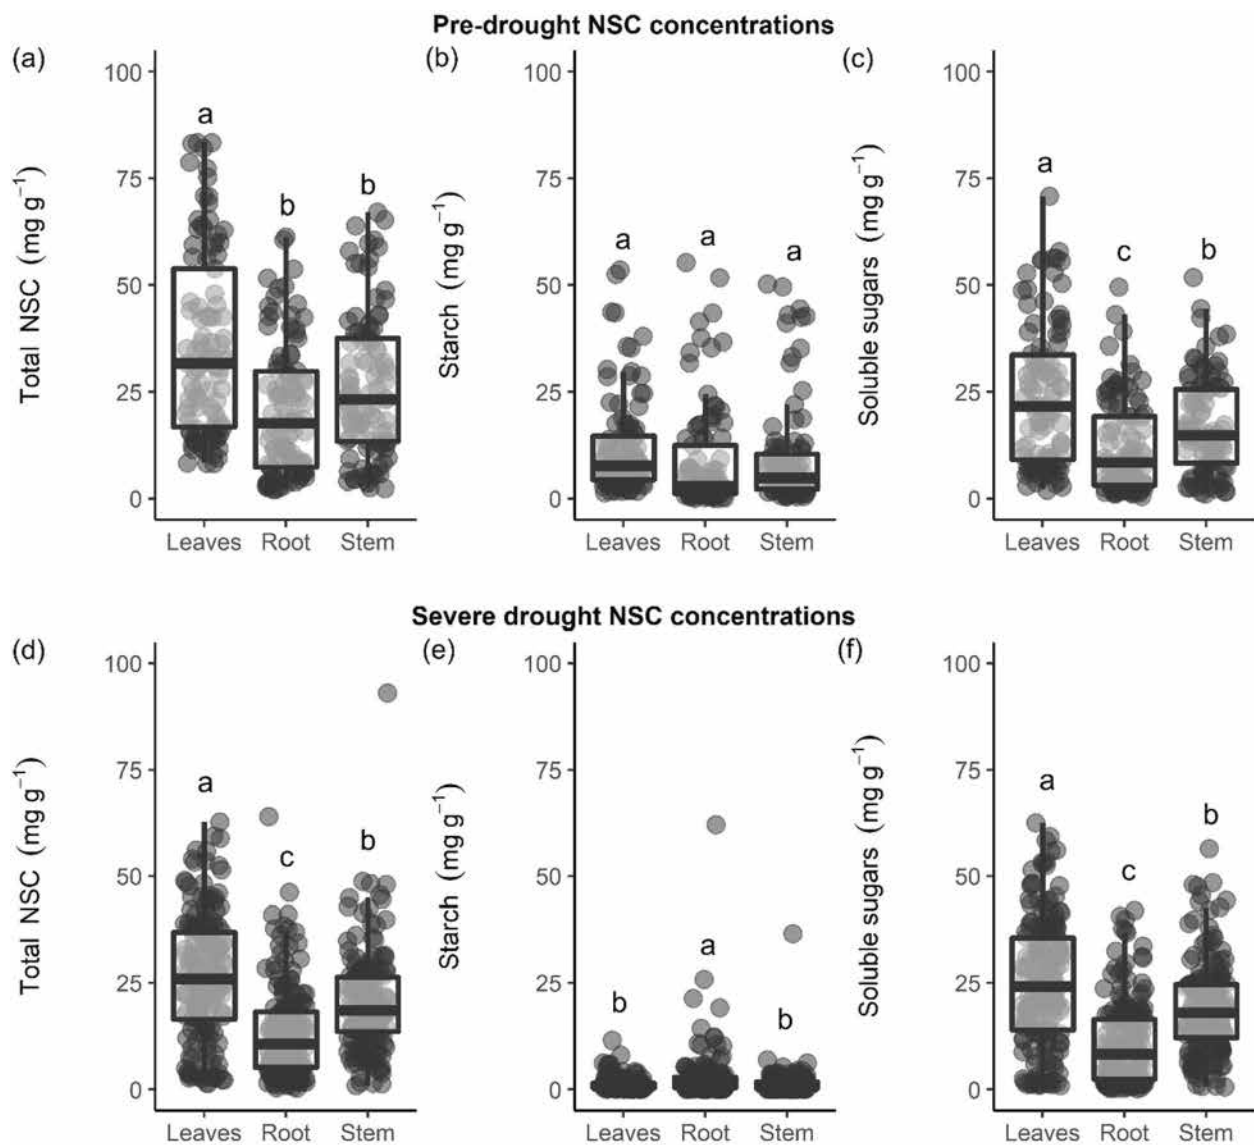 Pre-drought NSC concentrations
(a)
Total NSC (mg g⁻¹)
100
75
50
25
0
a
b
b
Leaves Root Stem
(b)
Starch (mg g⁻¹)
100
75
50
25
0
a
a
a
Leaves Root Stem
(c)
Soluble sugars (mg g⁻¹)
100
75
50
25
0
a
c
b
Leaves Root Stem
Severe drought NSC concentrations
(d)
Total NSC (mg g⁻¹)
100
75
50
25
0
a
c
b
Leaves Root Stem
(e)
Starch (mg g⁻¹)
100
75
50
25
0
b
a
b
Leaves Root Stem
(f)
Soluble sugars (mg g⁻¹)
100
75
50
25
0
a
c
b
Leaves Root Stem